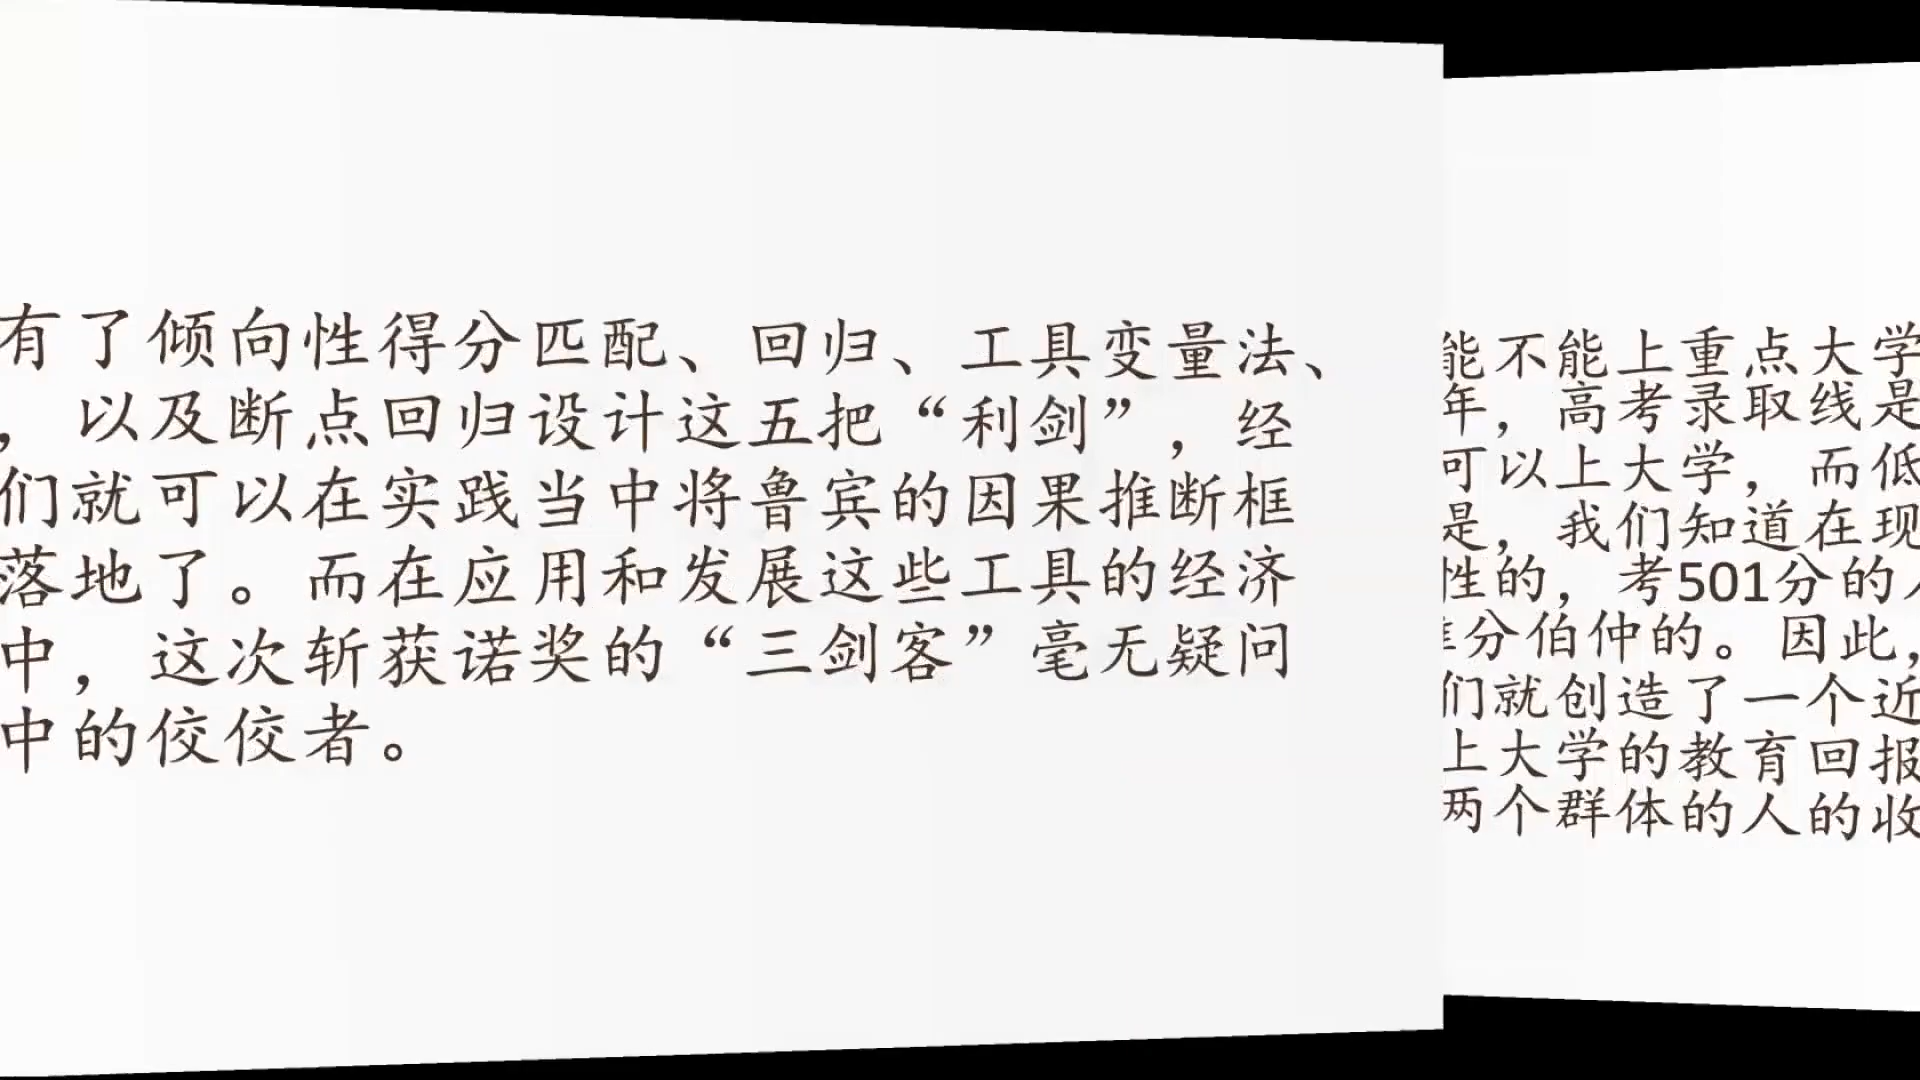 有了倾向性得分匹配、回归、工具变量法、
，以及断点回归设计这五把“利剑”，经
们就可以在实践当中将鲁宾的因果推断框
落地了。而在应用和发展这些工具的经济
中，这次斩获诺奖的“三剑客”毫无疑问
中的佼佼者。
能不能上重点大学
年，高考录取线是
可以上大学，而低
是，我们知道在现
性的，考501分的
分伯仲的。因此，
们就创造了一个近
上大学的教育回报
两个群体的人的收